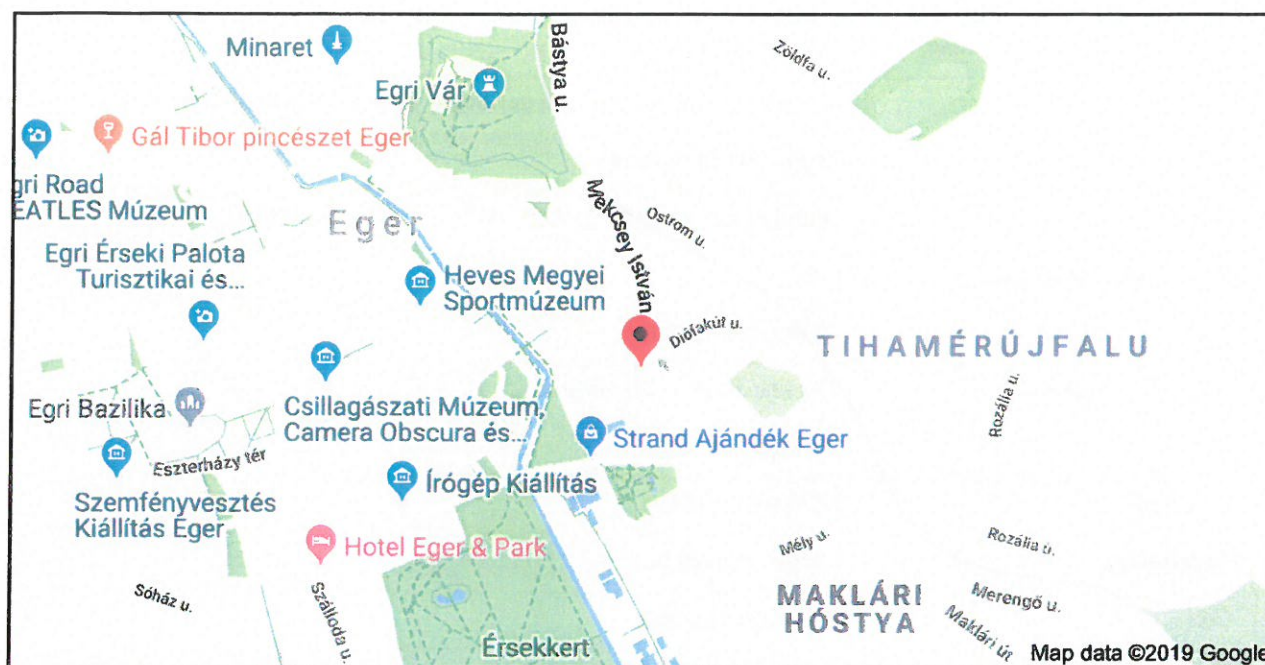 Minaret
Bástya u.
Zöldfa u.
Egri Vár
Gál Tibor pincészet Eger
gri Road
EATLES Múzeum
Mekcsey István
Ostrom u.
Eger
Egri Érseki Palota
Turisztikai és...
Heves Megyei
Sportmúzeum
Diófakút u.
TIHAMÉRÚJFALU
Rozália u.
Egri Bazilika
Csillagászati Múzeum,
Camera Obscura és...
Strand Ajándék Eger
Eszterházy tér
Írógép Kiállítás
Szemfényvesztés
Kiállítás Eger
Hotel Eger & Park
Mély u.
Rozália u.
Sóház u.
Szálloda u.
MAKLÁRI
HÓSTYA
Merengő u.
Maklári út
Érsekkert
Map data ©2019 Google